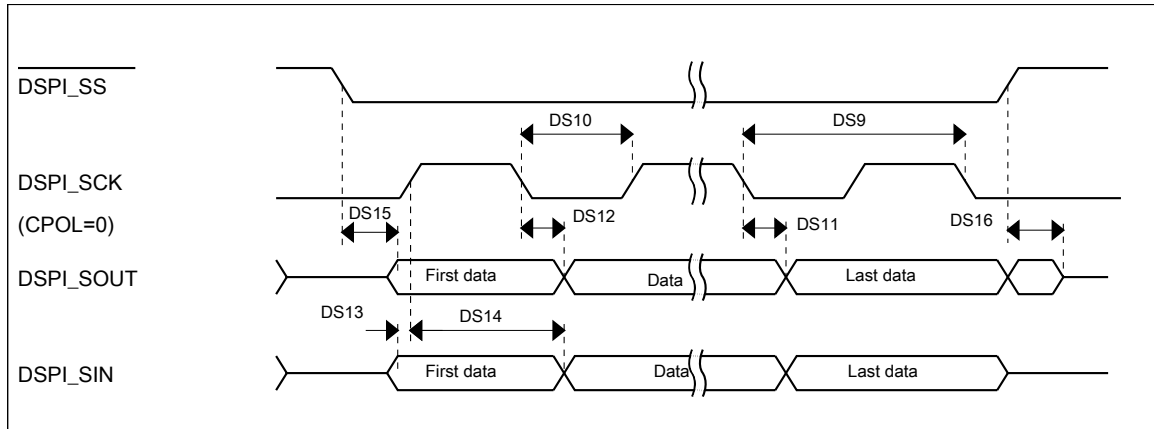 DSPI_SS
DS10
DS9
DSPI_SCK
(CPOL=0)
DS15
DS12
DS11
DS16
DSPI_SOUT
First data
Data
Last data
DS13
DS14
DSPI_SIN
First data
Data
Last data